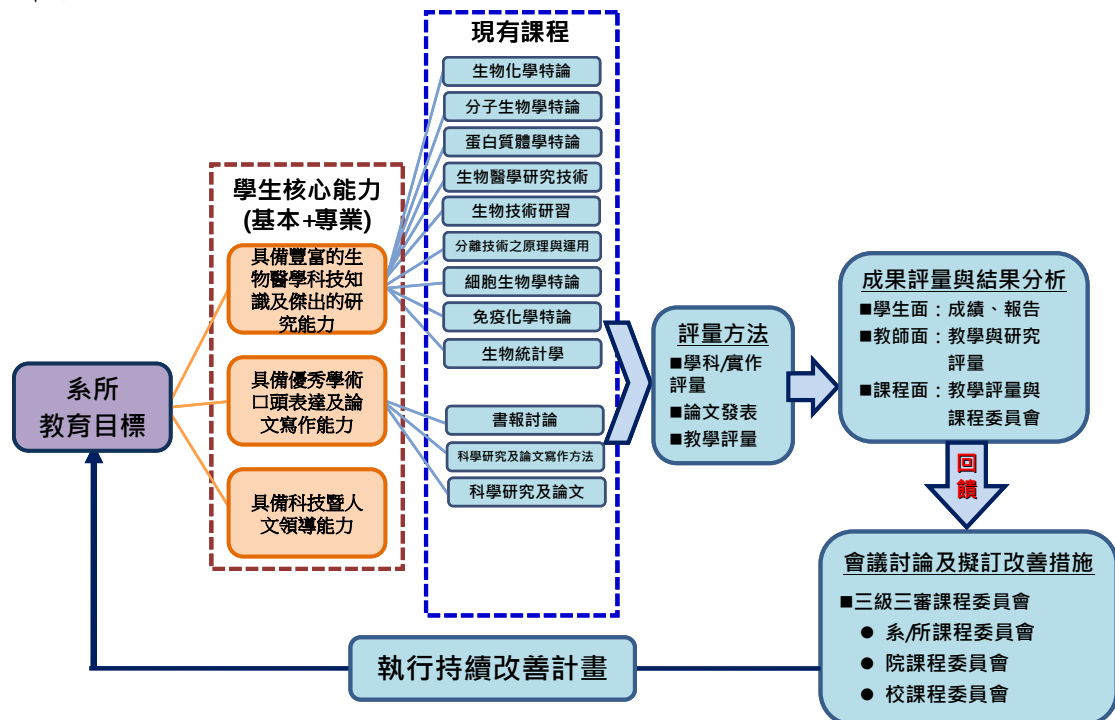 系所
教育目標
學生核心能力
(基本+專業)
具備豐富的生
物醫學科技知
識及傑出的研
究能力
具備優秀學術
口頭表達及論
文寫作能力
具備科技暨人
文領導能力
現有課程
生物化學特論
分子生物學特論
蛋白質體學特論
生物醫學研究技術
生物技術研習
分離技術之原理與運用
細胞生物學特論
免疫化學特論
生物統計學
書報討論
科學研究及論文寫作方法
科學研究及論文
評量方法
■學科/實作
評量
■論文發表
■教學評量
成果評量與結果分析
■學生面：成績、報告
■教師面：教學與研究
評量
■課程面：教學評量與
課程委員會
回
饋
會議討論及擬訂改善措施
■三級三審課程委員會
● 系/所課程委員會
● 院課程委員會
● 校課程委員會
執行持續改善計畫